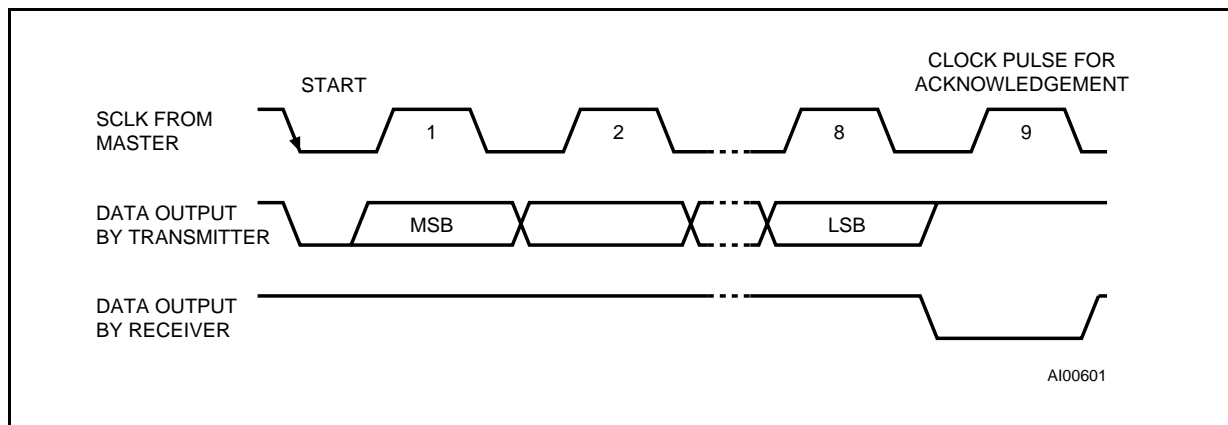 CLOCK PULSE FOR
ACKNOWLEDGEMENT
START
SCLK FROM
MASTER
1
2
8
9
DATA OUTPUT
BY TRANSMITTER
MSB
LSB
DATA OUTPUT
BY RECEIVER
AI00601